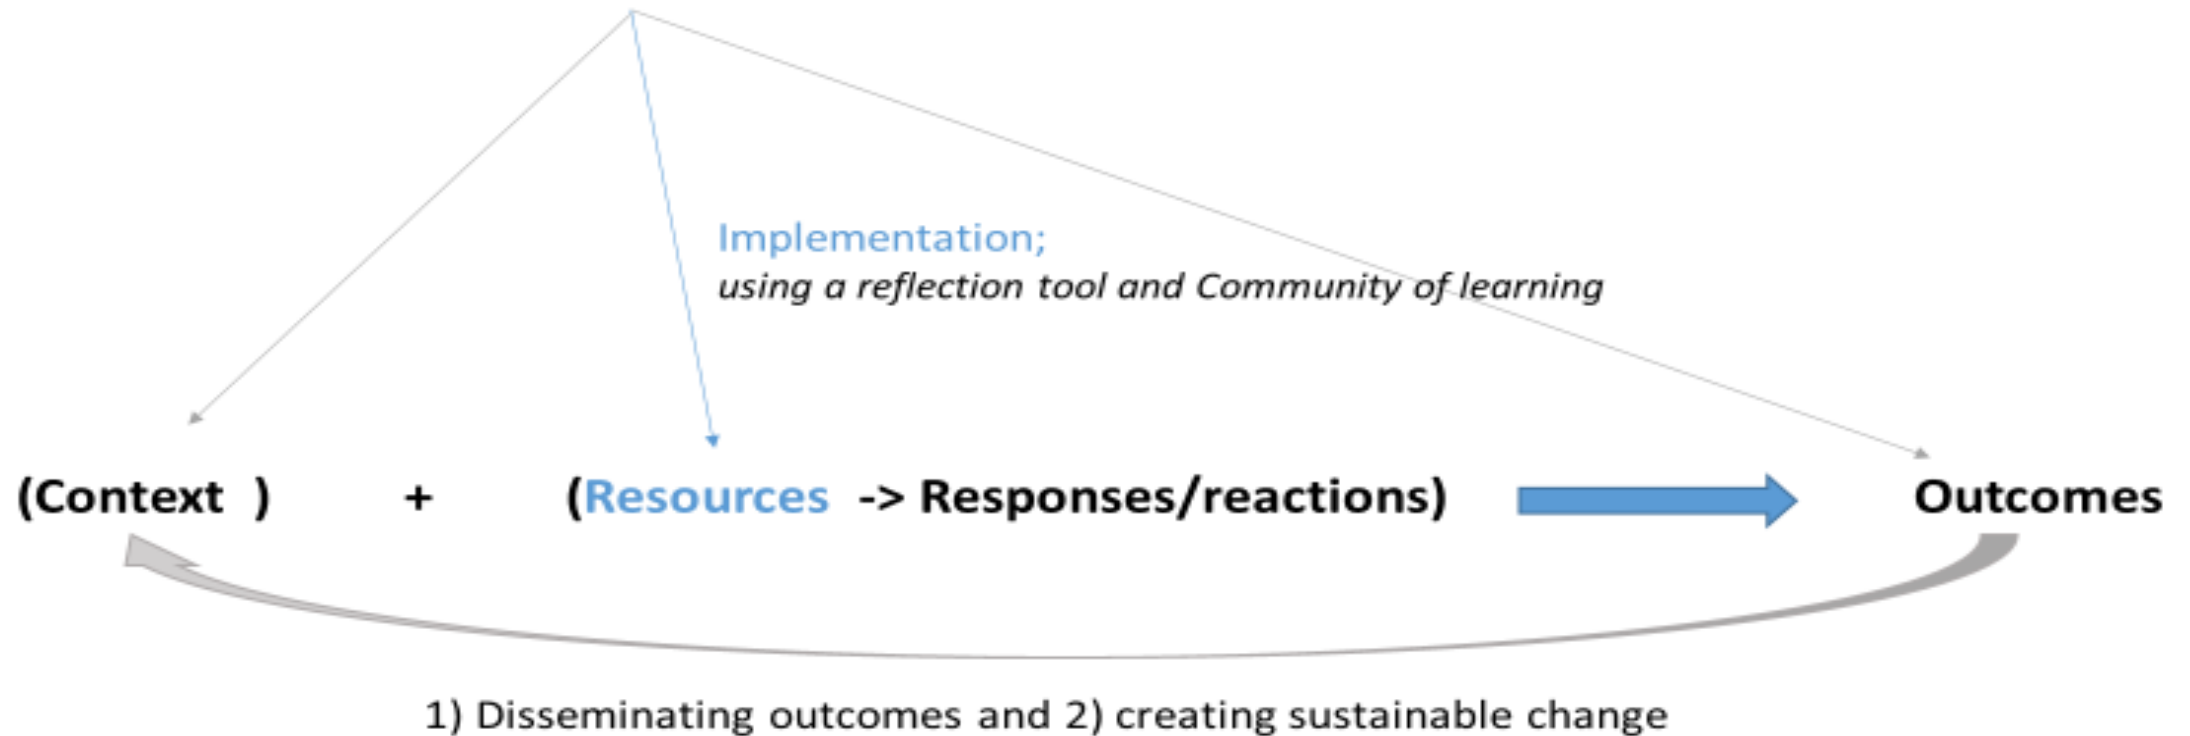 Implementation;
using a reflection tool and Community of learning
(Context ) + (Resources -> Responses/reactions) Outcomes
1) Disseminating outcomes and 2) creating sustainable change